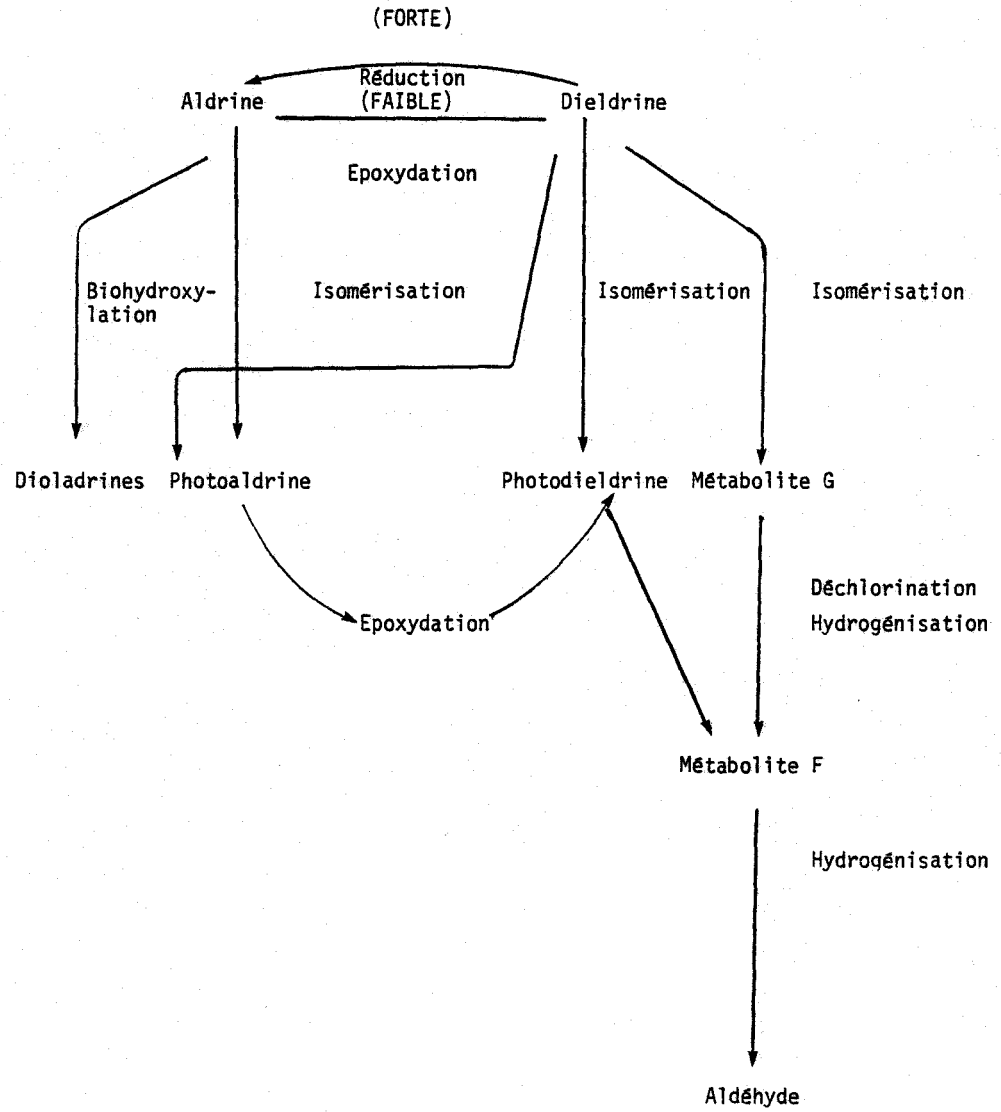 (FORTE)
Réduction
Aldrine (FAIBLE) Dieldrine
Epoxydation
Biohydroxy-
lation
Isomérisation
Isomérisation
Isomérisation
Dioladrines Photoaldrine Photodieldrine Métabolite G
Déchlorination
Epoxydation Hydrogénisation
Métabolite F
Hydrogénisation
Aldéhyde